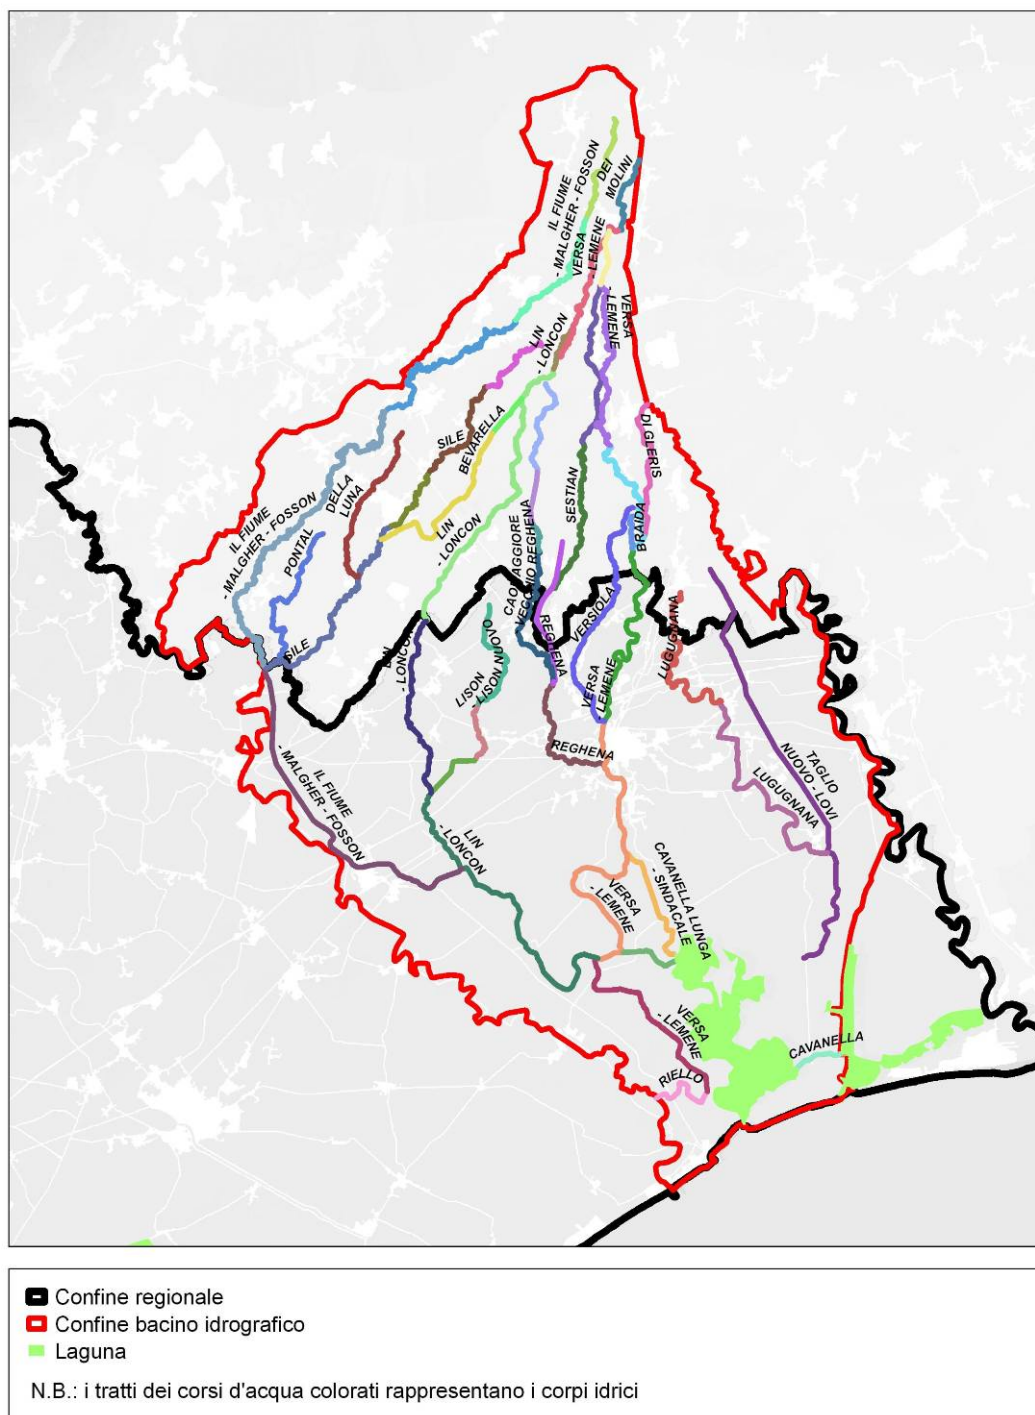 IL FIUME
- MALGHER - FOSSON
DEI
MOLINI
VERSA
- LEMENE
VERSA
- LEMENE
LIN
- LONCON
DI GLERIS
SILE
BEVARELLA
DELLA
LUNA
IL FIUME
- MALGHER - FOSSON
PONTAL
LIN
- LONCON
SESTIAN
CAOMAGGIORE
VECCHIO REGHENA
BRAIDA
VERSIOLA
REGHENA
LUGUGNANA
SILE
LIN
- LONCON
LISON
- LISON NUOVO
VERSA
- LEMENE
REGHENA
TAGLIO
NUOVO - LOVI
LUGUGNANA
IL FIUME
- MALGHER - FOSSON
LIN
- LONCON
VERSA
- LEMENE
CAVANELLA LUNGA
- SINDACALE
VERSA
- LEMENE
CAVANELLA
RIELLO
Confine regionale
Confine bacino idrografico
Laguna
N.B.: i tratti dei corsi d'acqua colorati rappresentano i corpi idrici